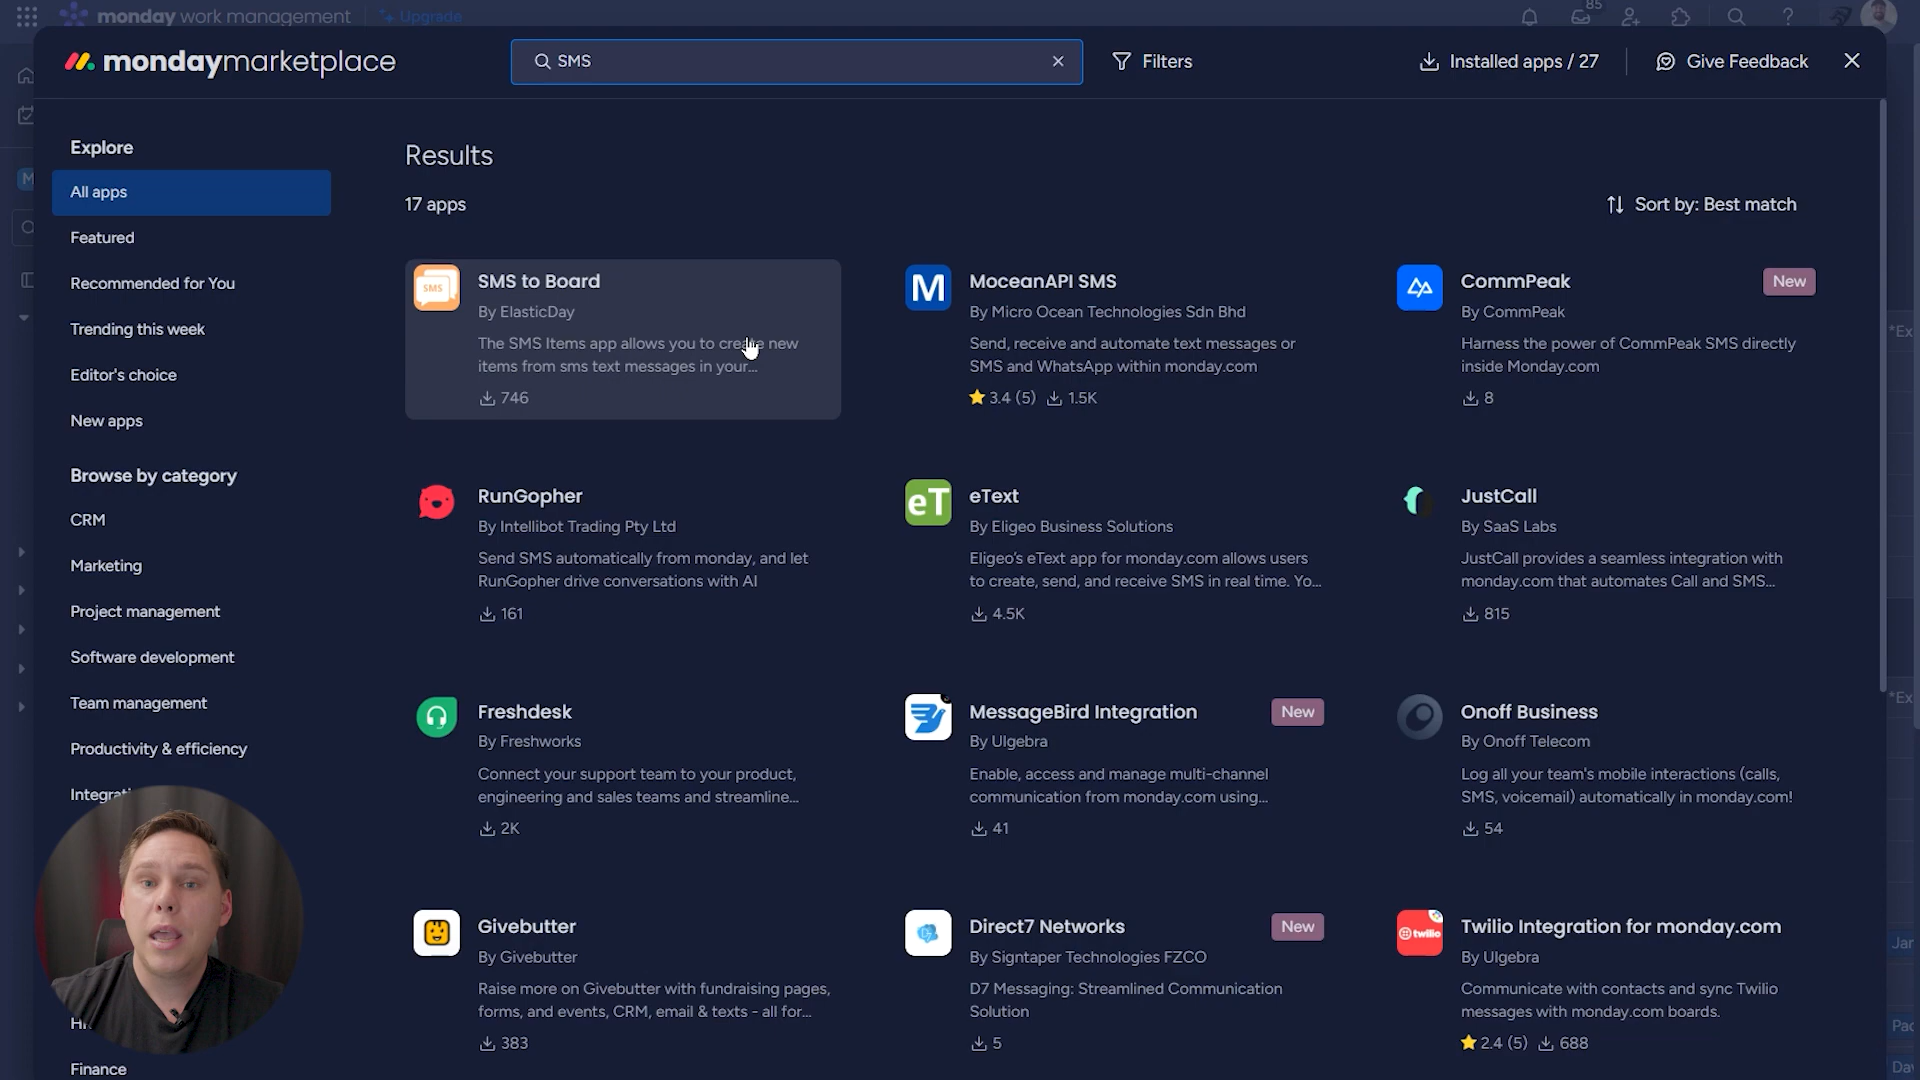 monday work management
Upgrade
85
mondaymarketplace
SMS
Filters
Installed apps / 27
Give Feedback
Explore
All apps
Featured
Recommended for You
Trending this week
Editor's choice
New apps
Browse by category
CRM
Marketing
Project management
Software development
Team management
Productivity & efficiency
Finance
Results
17 apps
Sort by: Best match
SMS
SMS to Board
By ElasticDay
The SMS Items app allows you to create new
items from sms text messages in your...
746
M
MoceanAPI SMS
By Micro Ocean Technologies Sdn Bhd
Send, receive and automate text messages or
SMS and WhatsApp within monday.com
3.4 (5)
1.5K
CommPeak
New
By CommPeak
Harness the power of CommPeak SMS directly
inside Monday.com
8
RunGopher
By Intellibot Trading Pty Ltd
Send SMS automatically from monday, and let
RunGopher drive conversations with AI
161
eT
eText
By Eligeo Business Solutions
Eligeo's eText app for monday.com allows users
to create, send, and receive SMS in real time. Yo...
4.5K
JustCall
By SaaS Labs
JustCall provides a seamless integration with
monday.com that automates Call and SMS...
815
Freshdesk
By Freshworks
Connect your support team to your product,
engineering and sales teams and streamline...
2K
MessageBird Integration
New
By Ulgebra
Enable, access and manage multi-channel
communication from monday.com using...
41
Onoff Business
By Onoff Telecom
Log all your team's mobile interactions (calls,
SMS, voicemail) automatically in monday.com!
54
Givebutter
By Givebutter
Raise more on Givebutter with fundraising pages,
forms, and events, CRM, email & texts - all for...
383
Direct7 Networks
New
By Signtaper Technologies FZCO
D7 Messaging: Streamlined Communication
Solution
5
twilio
Twilio Integration for monday.com
By Ulgebra
Communicate with contacts and sync Twilio
messages with monday.com boards.
2.4 (5)
688